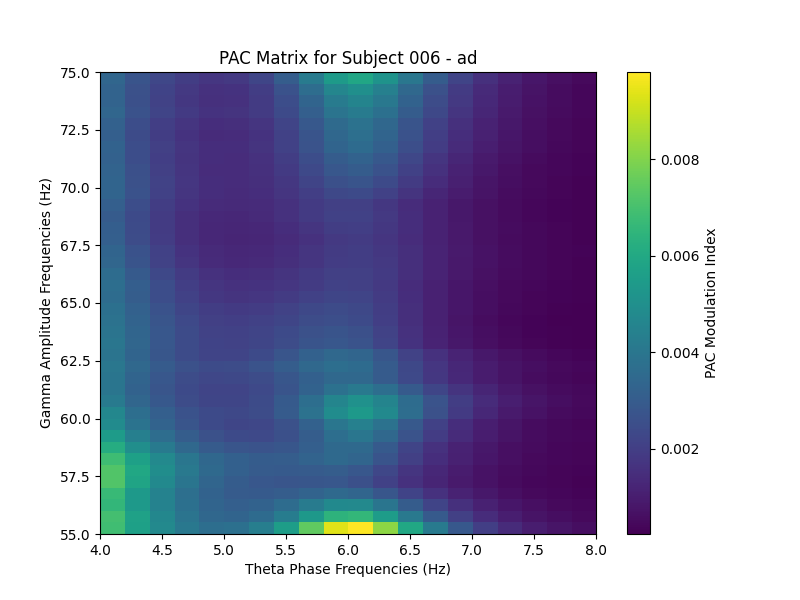 PAC Matrix for Subject 006 - ad
75.0
72.5
70.0
67.5
65.0
62.5
60.0
57.5
55.0
Gamma Amplitude Frequencies (Hz)
4.0 4.5 5.0 5.5 6.0 6.5 7.0 7.5 8.0
Theta Phase Frequencies (Hz)
0.008
0.006
0.004
0.002
PAC Modulation Index